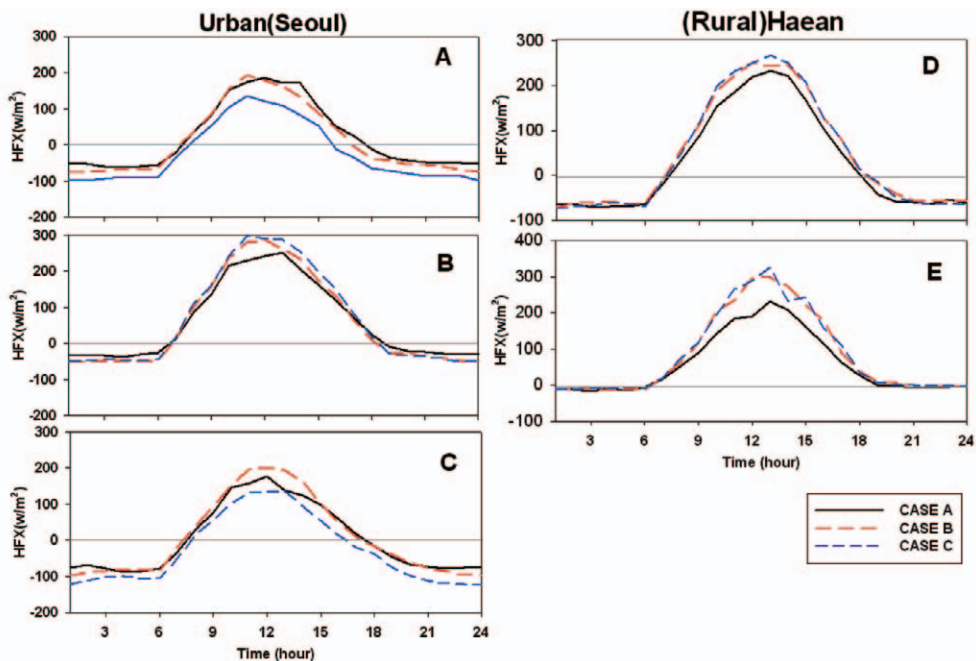 Urban(Seoul)
A
HFX(w/m²)
300
200
100
0
-100
-200
B
HFX(w/m²)
300
200
100
0
-100
-200
C
HFX(w/m²)
300
200
100
0
-100
-200
3 6 9 12 15 18 21 24
Time (hour)
(Rural)Haean
D
HFX(w/m²)
300
200
100
0
-100
E
HFX(w/m²)
400
300
200
100
0
-100
3 6 9 12 15 18 21 24
Time (hour)
CASE A
CASE B
CASE C